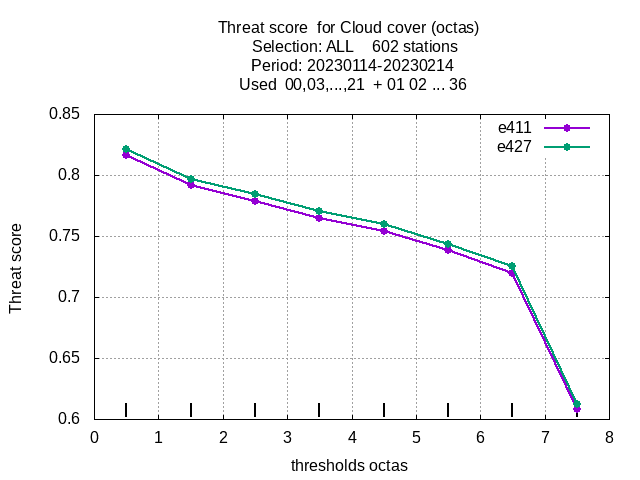 Threat score  for Cloud cover (octas)
Selection: ALL    602 stations
Period: 20230114-20230214
Used  00,03,...,21  + 01 02 ... 36
e411
e427
0.85
0.8
0.75
0.7
0.65
0.6
Threat score
0 1 2 3 4 5 6 7 8
thresholds octas